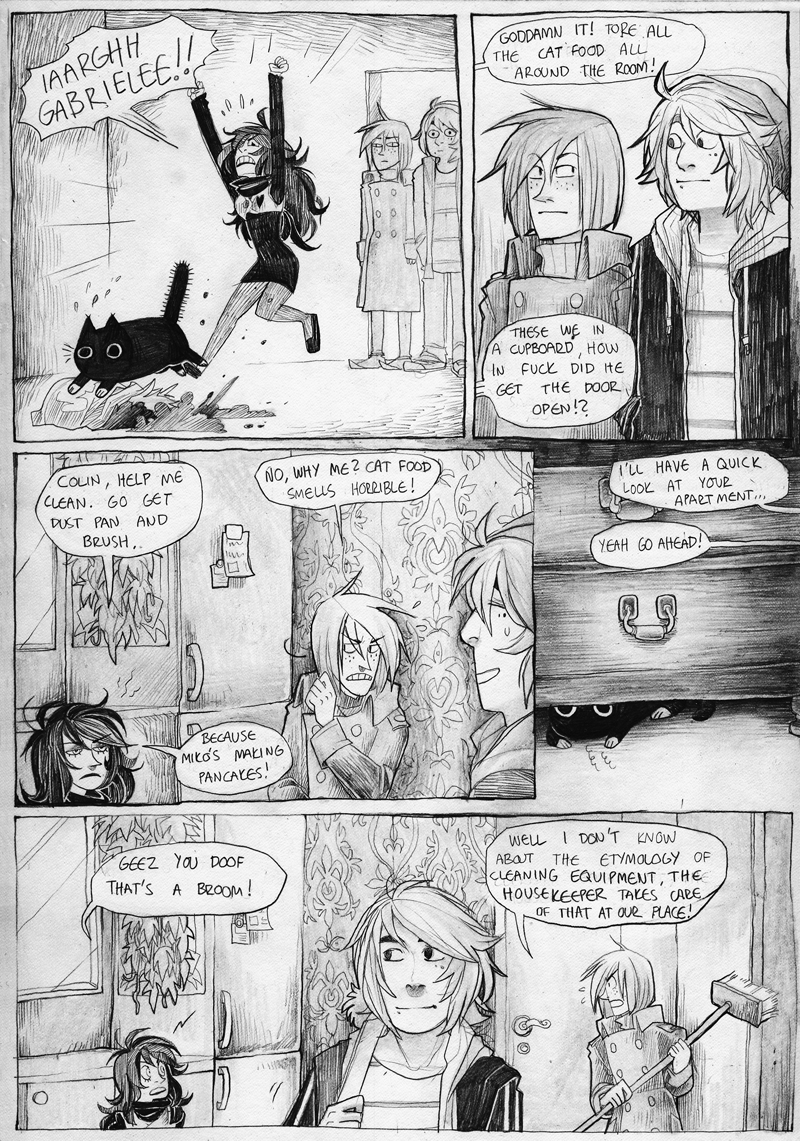 IAARGHH
GABRIELEE!!
GODDAMN IT! TORE ALL
THE CAT FOOD ALL
AROUND THE ROOM!
THESE WE IN
A CUPBOARD, HOW
IN FUCK DID HE
GET THE DOOR
OPEN!?
COLIN, HELP ME
CLEAN. GO GET
DUST PAN AND
BRUSH..
NO, WHY ME? CAT FOOD
SMELLS HORRIBLE!
BECAUSE
MIKO'S MAKING
PANCAKES!
I'LL HAVE A QUICK
LOOK AT YOUR
APARTMENT...
YEAH GO AHEAD!
GEEZ YOU DOOF
THAT'S A BROOM!
WELL I DON'T KNOW
ABOUT THE ETYMOLOGY OF
CLEANING EQUIPMENT, THE
HOUSEKEEPER TAKES CARE
OF THAT AT OUR PLACE!